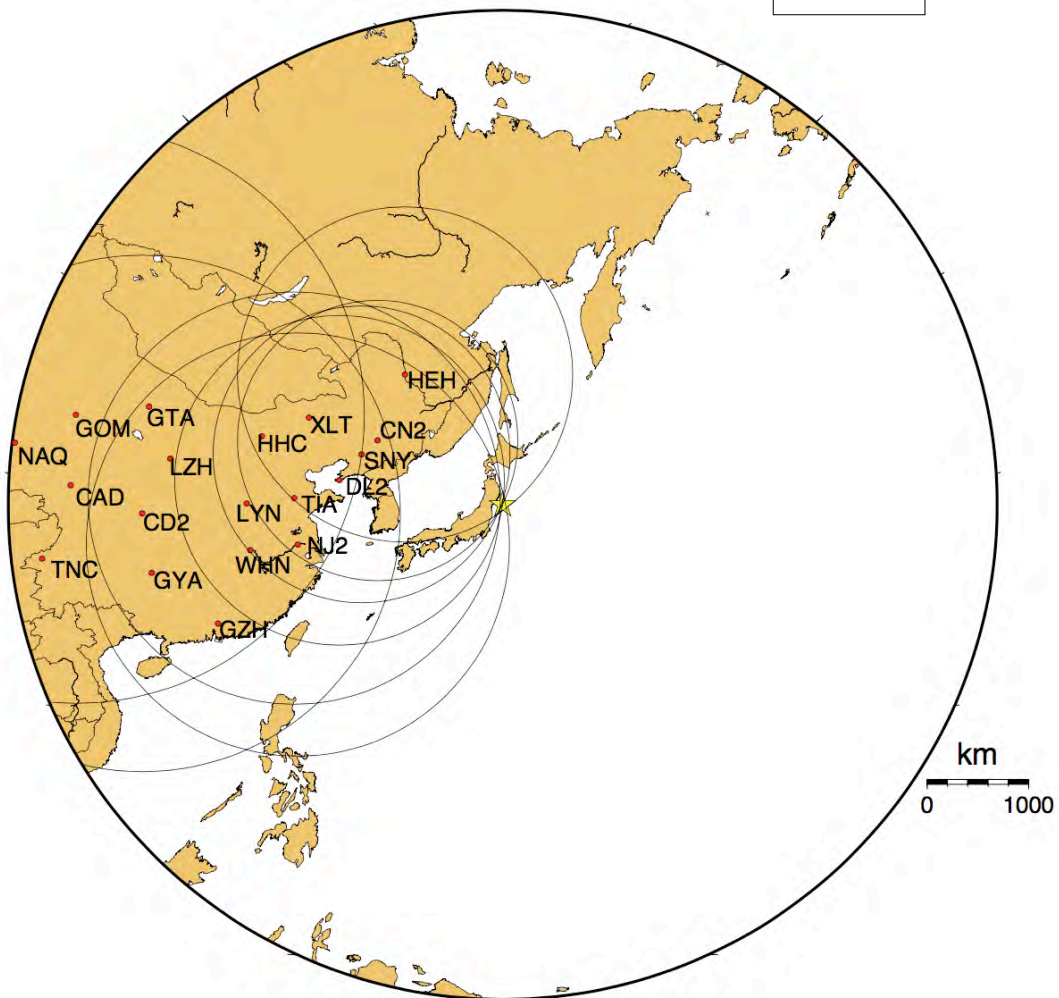 HEH
XLT
CN2
GTA
GOM
HHC
NAQ
SNY
LZH
DL2
CAD
TIA
LYN
CD2
NJ2
WHN
TNC
GYA
GZH
km
0 1000